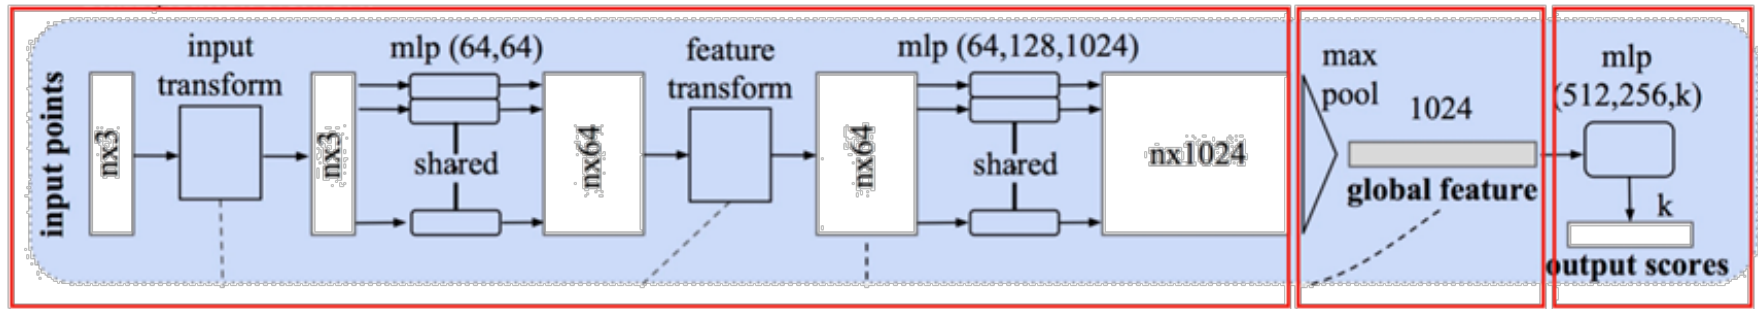 input points
nx3
input
transform
nx3
mlp (64,64)
shared
nx64
feature
transform
nx64
mlp (64,128,1024)
shared
nx1024
max
pool
1024
global feature
mlp
(512,256,k)
k
output scores